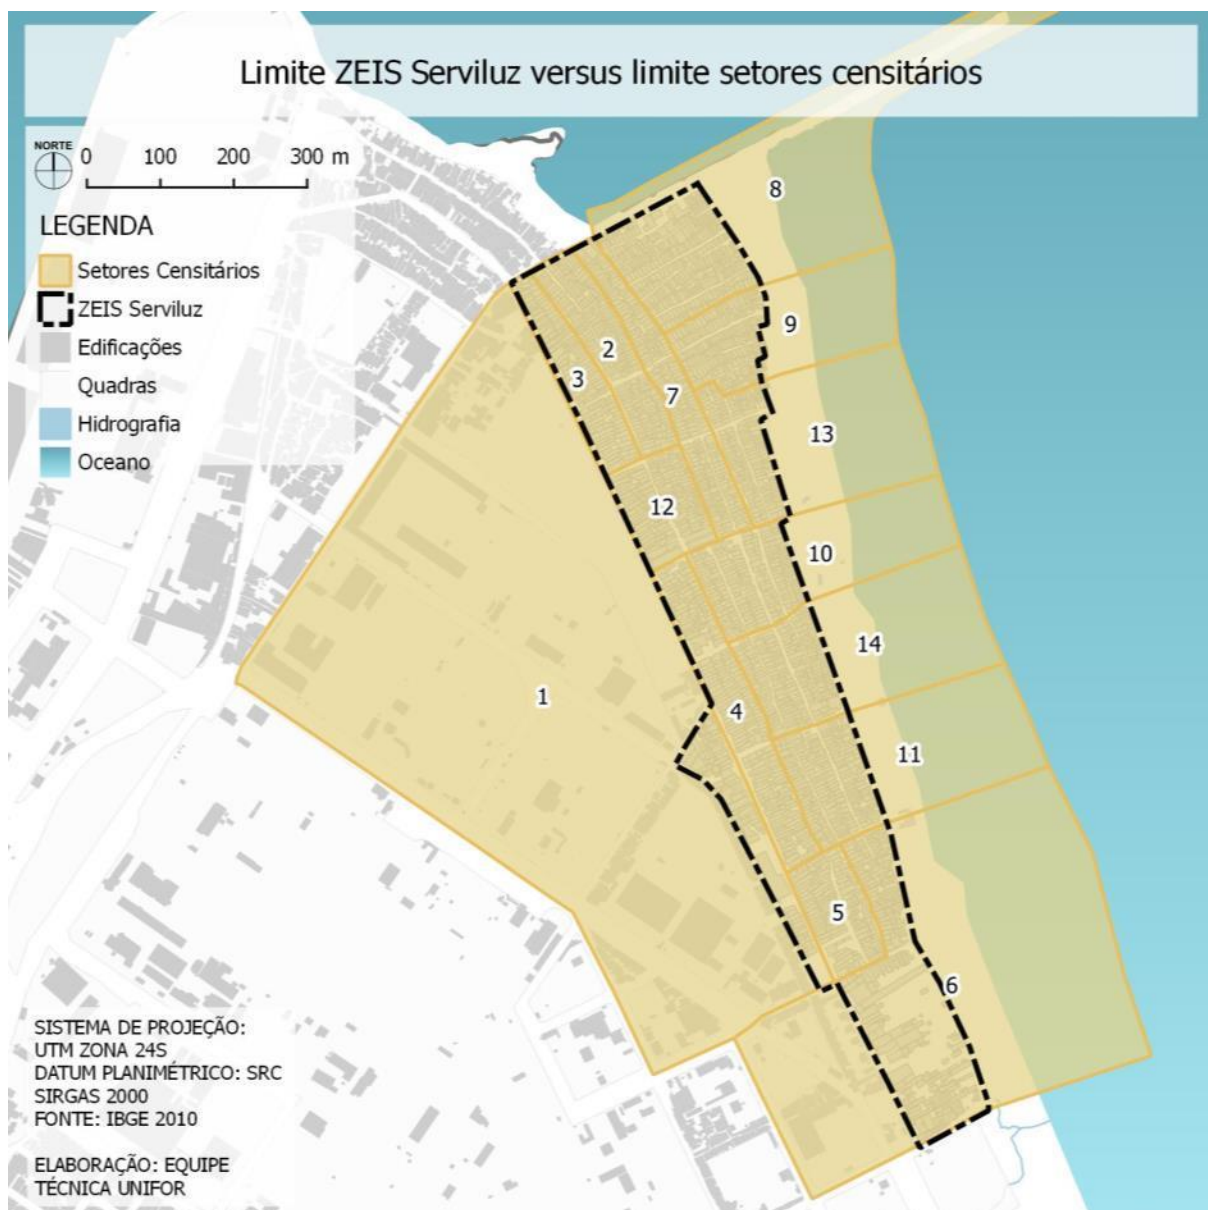 Limite ZEIS Serviluz versus limite setores censitários
NORTE
0 100 200 300 m
LEGENDA
Setores Censitários
ZEIS Serviluz
Edificações
Quadras
Hidrografia
Oceano
8
9
2
3
7
13
12
10
14
1
4
11
5
6
SISTEMA DE PROJEÇÃO:
UTM ZONA 24S
DATUM PLANIMÉTRICO: SRC
SIRGAS 2000
FONTE: IBGE 2010
ELABORAÇÃO: EQUIPE
TÉCNICA UNIFOR